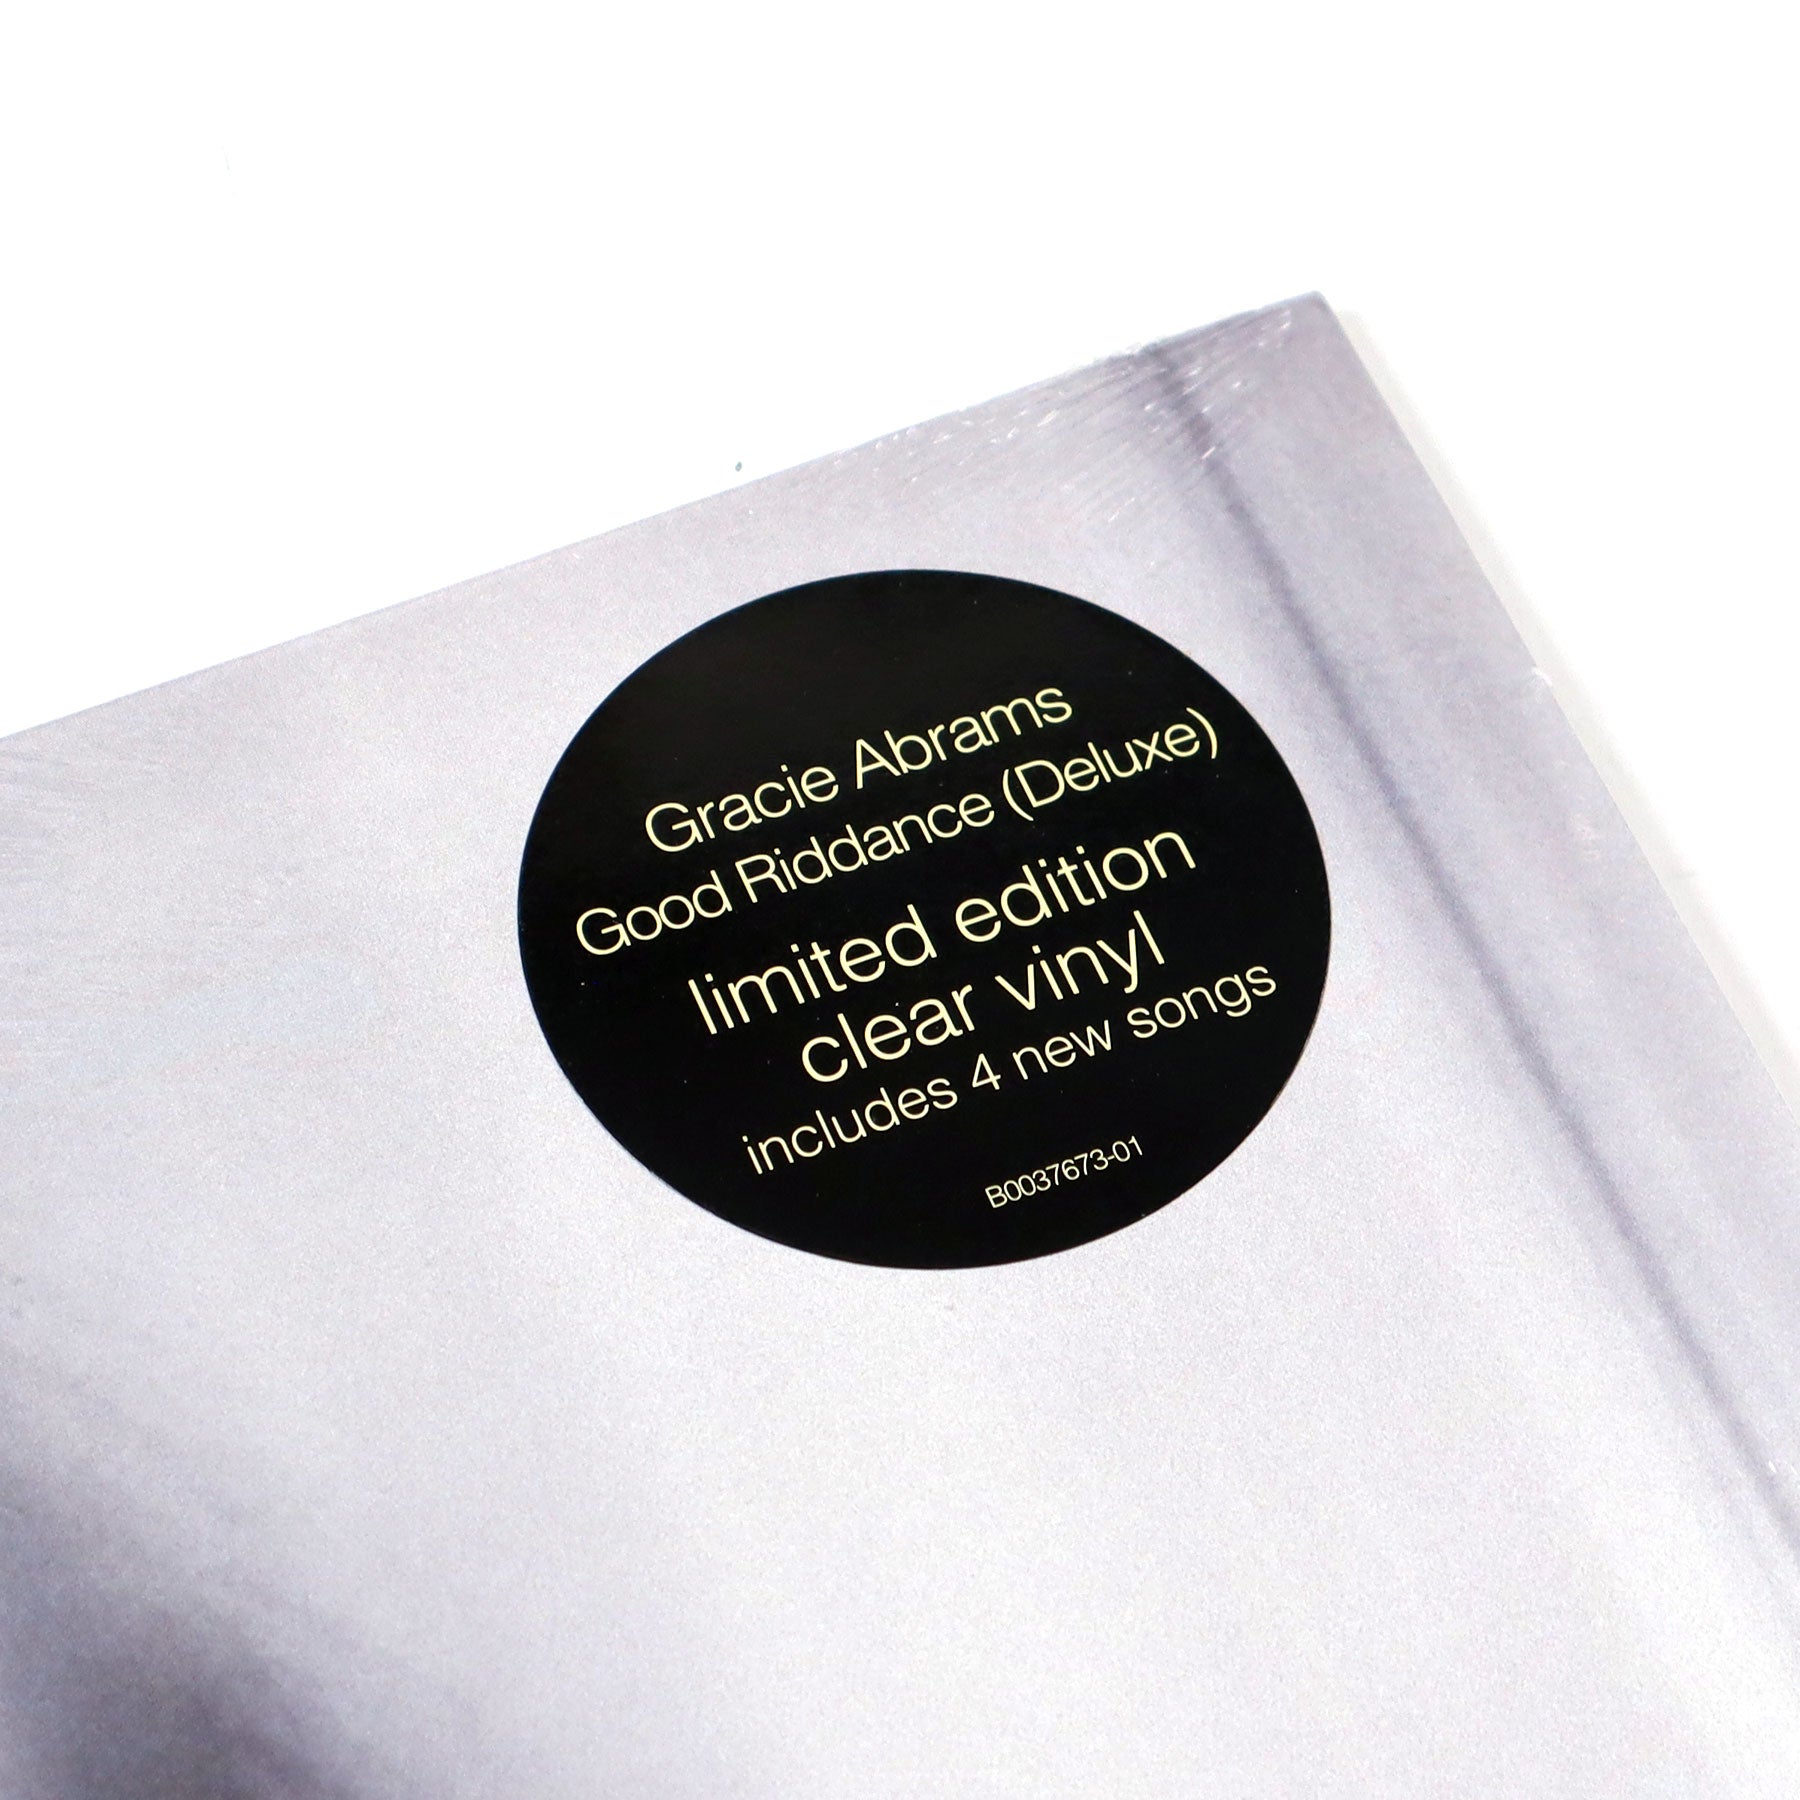 Gracie Abrams
Good Riddance (Deluxe)
limited edition
clear vinyl
includes 4 new songs
B0037673-01